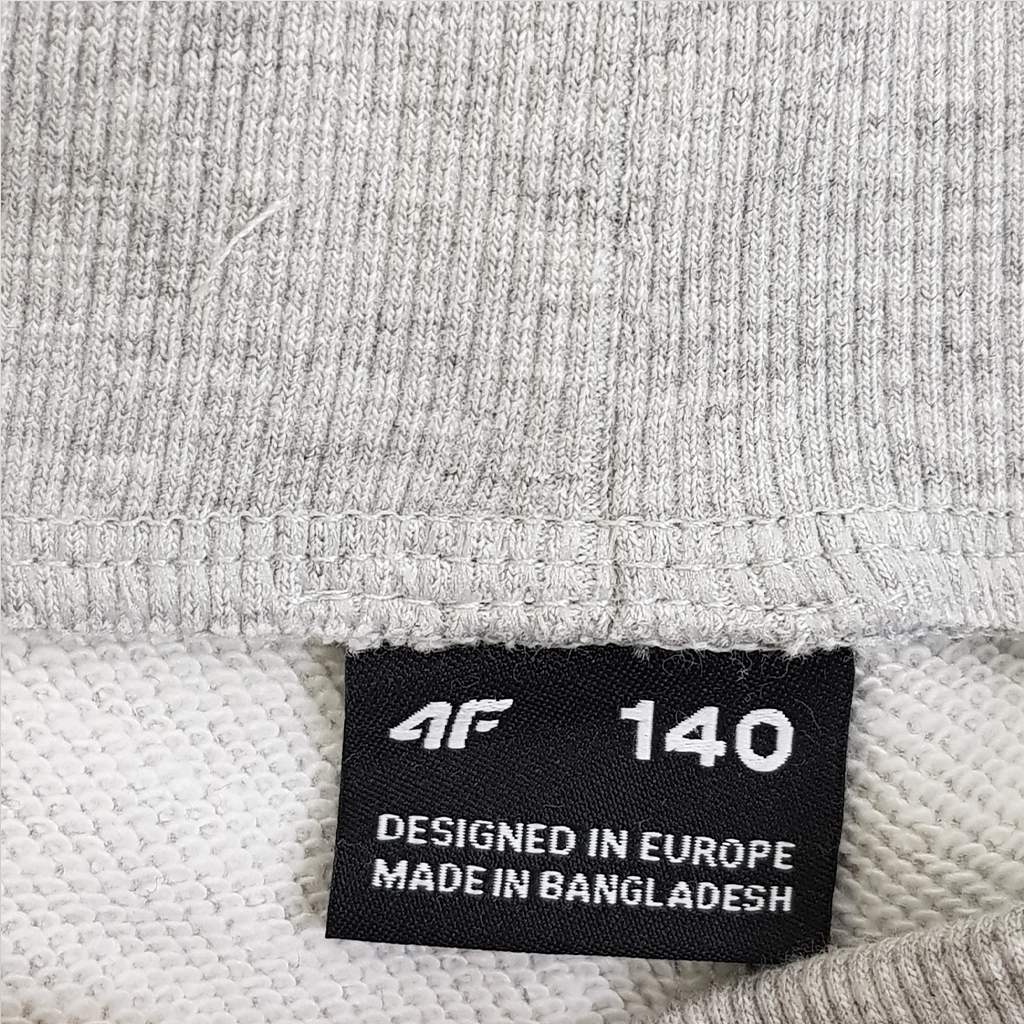 4F 140
DESIGNED IN EUROPE
MADE IN BANGLADESH